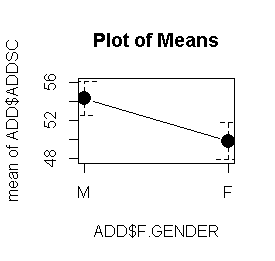 Plot of Means
mean of ADD$ADDSC
56
52
48
M
F
ADD$F.GENDER